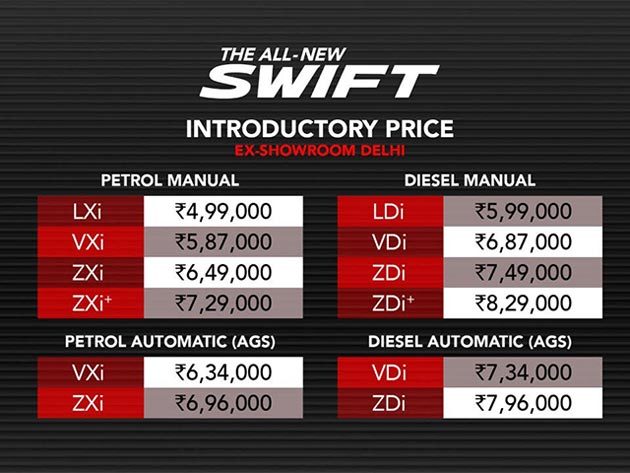 THE ALL-NEW
SWIFT
INTRODUCTORY PRICE
EX-SHOWROOM DELHI
PETROL MANUAL
LXi ₹4,99,000
VXi ₹5,87,000
ZXi ₹6,49,000
ZXi+ ₹7,29,000
DIESEL MANUAL
LDi ₹5,99,000
VDi ₹6,87,000
ZDi ₹7,49,000
ZDi+ ₹8,29,000
PETROL AUTOMATIC (AGS)
VXi ₹6,34,000
ZXi ₹6,96,000
DIESEL AUTOMATIC (AGS)
VDi ₹7,34,000
ZDi ₹7,96,000